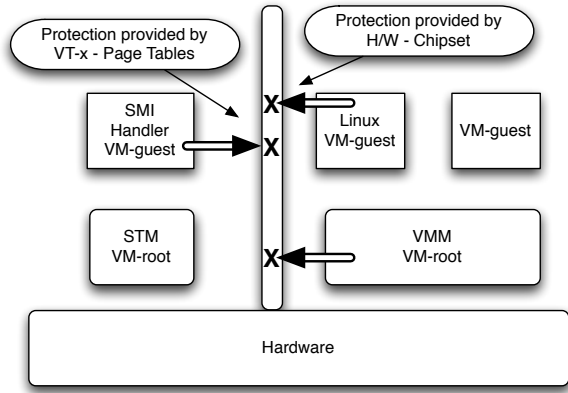 Protection provided by
VT-x - Page Tables
Protection provided by
H/W - Chipset
X
X
SMI
Handler
VM-guest
Linux
VM-guest
VM-guest
STM
VM-root
X
VMM
VM-root
Hardware